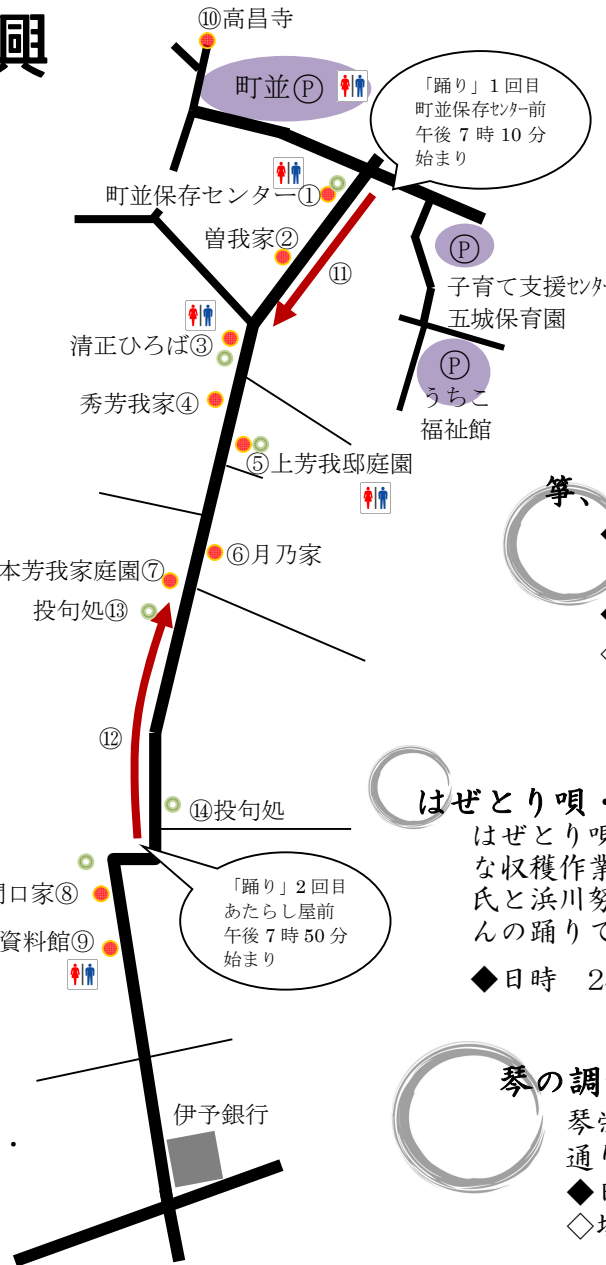 興
⑩高昌寺
町並Ⓟ
「踊り」1回目
町並保存ｾﾝﾀｰ前
午後 7 時 10 分
始まり
町並保存センター①
曽我家②
⑪
Ⓟ
子育て支援ｾﾝﾀｰ
五城保育園
清正ひろば③
Ⓟ
うちこ
福祉館
秀芳我家④
⑤上芳我邸庭園
箏、
◆
⑥月乃家
本芳我家庭園⑦
投句処⑬
◆
◇
⑫
⑭投句処
はぜとり唄・
はぜとり唄
な収穫作業
氏と浜川努
んの踊りで
◆日時
「踊り」2回目
あたらし屋前
午後 7 時 50 分
始まり
口家⑧
資料館⑨
琴の調
通り
◆
◇
伊予銀行